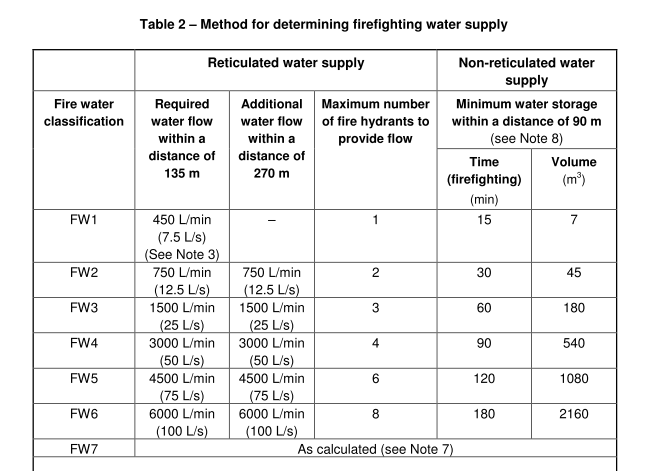 Table 2 – Method for determining firefighting water supply
Reticulated water supply
Non-reticulated water
supply
Fire water
classification
Required
water flow
within a
distance of
135 m
Additional
water flow
within a
distance of
270 m
Maximum number
of fire hydrants to
provide flow
Minimum water storage
within a distance of 90 m
(see Note 8)
Time
(firefighting)
(min)
Volume
(m³)
FW1
450 L/min
(7.5 L/s)
(See Note 3)
–
1
15
7
FW2
750 L/min
(12.5 L/s)
750 L/min
(12.5 L/s)
2
30
45
FW3
1500 L/min
(25 L/s)
1500 L/min
(25 L/s)
3
60
180
FW4
3000 L/min
(50 L/s)
3000 L/min
(50 L/s)
4
90
540
FW5
4500 L/min
(75 L/s)
4500 L/min
(75 L/s)
6
120
1080
FW6
6000 L/min
(100 L/s)
6000 L/min
(100 L/s)
8
180
2160
FW7
As calculated (see Note 7)